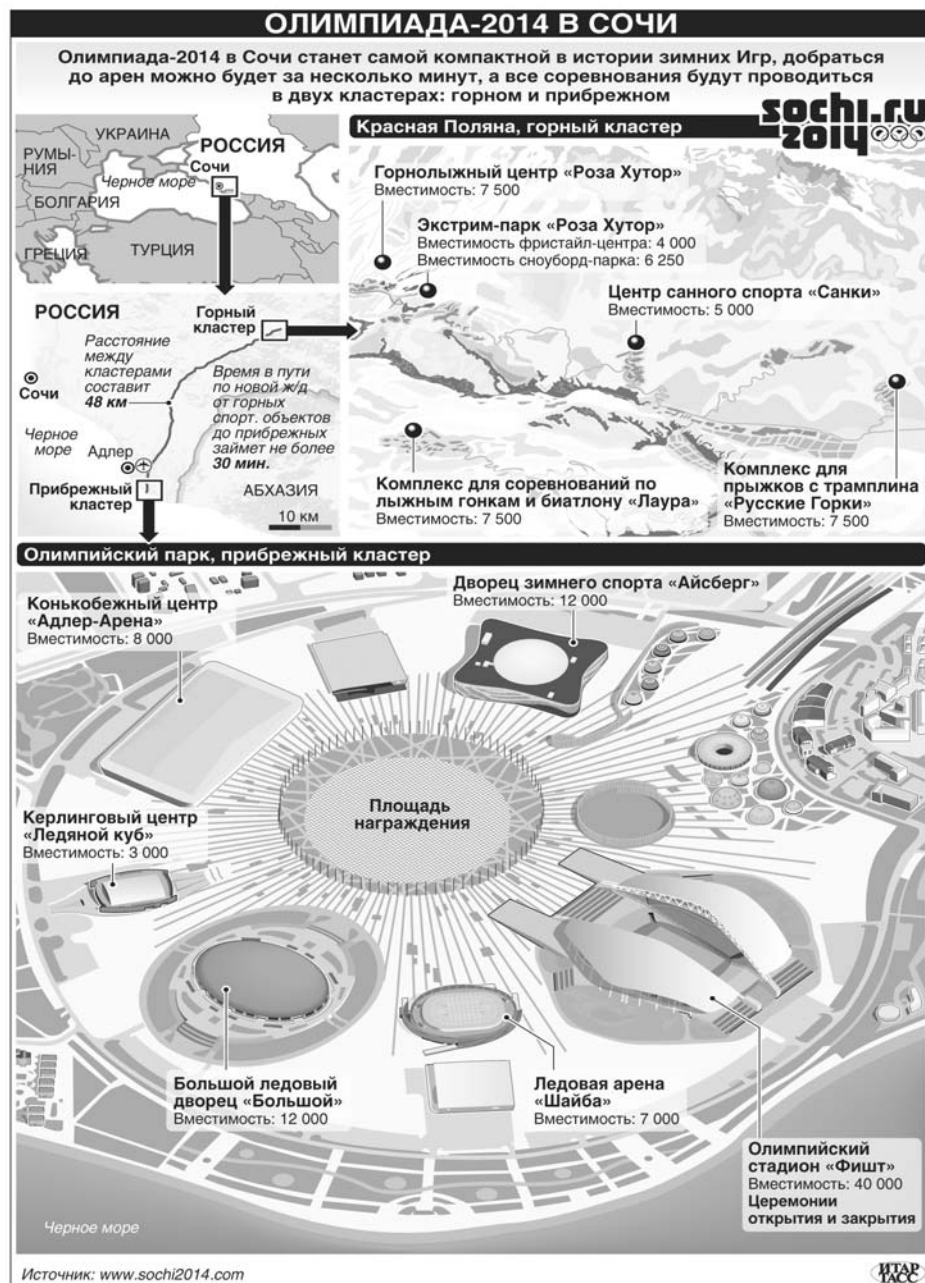 ОЛИМПИАДА-2014 В СОЧИ
Олимпиада-2014 в Сочи станет самой компактной в истории зимних Игр, добраться
до арен можно будет за несколько минут, а все соревнования будут проводиться
в двух кластерах: горном и прибрежном
sochi.ru
2014
УКРАИНА
РУМЫ-
НИЯ
РОССИЯ
Сочи
Черное море
БОЛГАРИЯ
ГРЕЦИЯ
ТУРЦИЯ
РОССИЯ
Горный
кластер
Расстояние
между
кластерами
составит
48 км
Время в пути
по новой ж/д
от горных
спорт. объектов
до прибрежных
займет не более
30 мин.
Сочи
Черное
море
Адлер
Прибрежный
кластер
АБХАЗИЯ
10 км
Красная Поляна, горный кластер
Горнолыжный центр «Роза Хутор»
Вместимость: 7 500
Экстрим-парк «Роза Хутор»
Вместимость фристайл-центра: 4 000
Вместимость сноуборд-парка: 6 250
Центр санного спорта «Санки»
Вместимость: 5 000
Комплекс для соревнований по
лыжным гонкам и биатлону «Лаура»
Вместимость: 7 500
Комплекс для
прыжков с трамплина
«Русские Горки»
Вместимость: 7 500
Олимпийский парк, прибрежный кластер
Конькобежный центр
«Адлер-Арена»
Вместимость: 8 000
Дворец зимнего спорта «Айсберг»
Вместимость: 12 000
Площадь
награждения
Керлинговый центр
«Ледяной куб»
Вместимость: 3 000
Большой ледовый
дворец «Большой»
Вместимость: 12 000
Ледовая арена
«Шайба»
Вместимость: 7 000
Олимпийский
стадион «Фишт»
Вместимость: 40 000
Церемонии
открытия и закрытия
Черное море
Источник: www.sochi2014.com
ИТАР
ТАСС